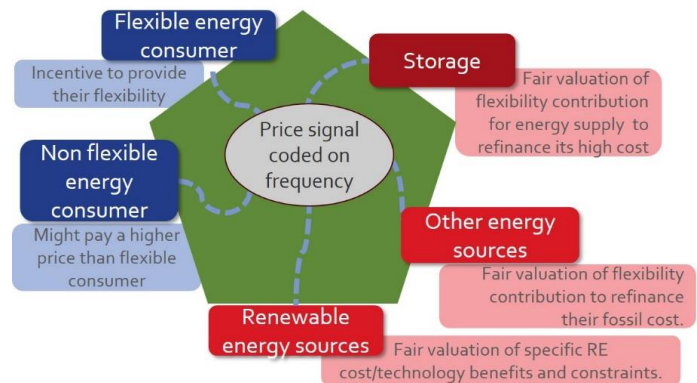 Flexible energy
consumer
Incentive to provide
their flexibility
Storage
Fair valuation of
flexibility contribution
for energy supply to
refinance its high cost
Price signal
coded on
frequency
Non flexible
energy
consumer
Might pay a higher
price than flexible
consumer
Other energy
sources
Fair valuation of flexibility
contribution to refinance
their fossil cost.
Renewable
energy sources
Fair valuation of specific RE
cost/technology benefits and constraints.